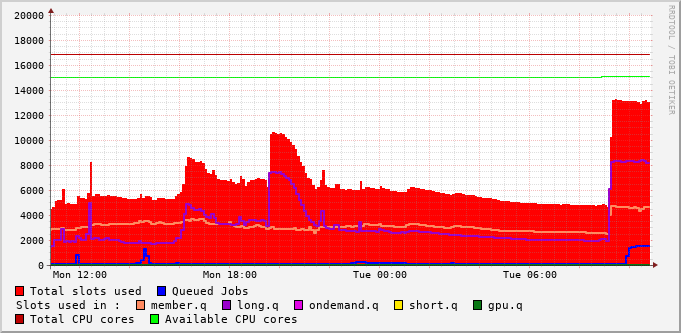 RRDTOOL / TOBI OETIKER
20000
18000
16000
14000
12000
10000
8000
6000
4000
2000
0
Mon 12:00 Mon 18:00 Tue 00:00 Tue 06:00
Total slots used Queued Jobs
Slots used in : member.q long.q ondemand.q short.q gpu.q
Total CPU cores Available CPU cores